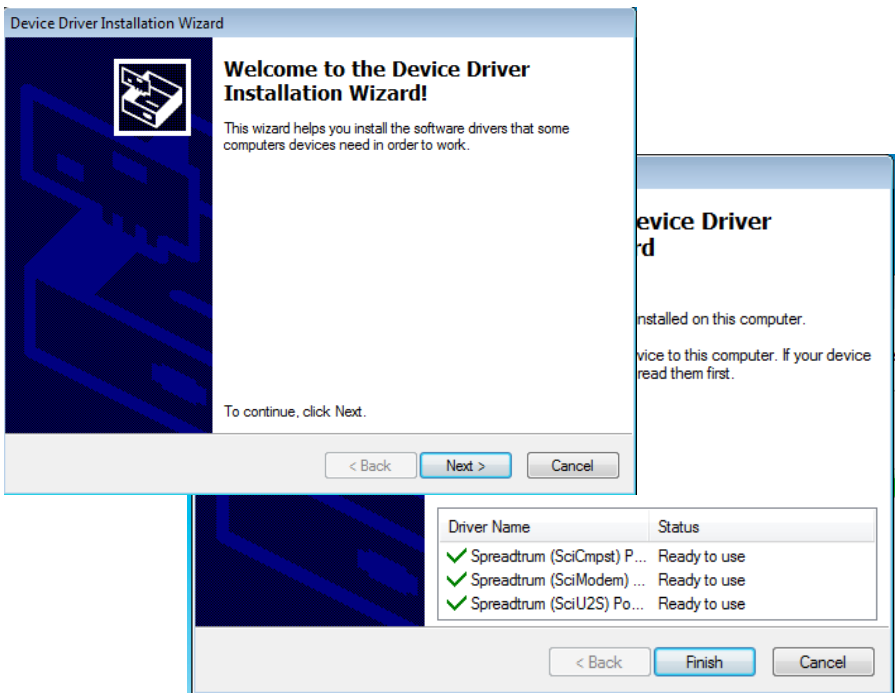 Device Driver Installation Wizard
Welcome to the Device Driver
Installation Wizard!
This wizard helps you install the software drivers that some
computers devices need in order to work.
To continue, click Next.
< Back Next > Cancel
evice Driver
rd
nstalled on this computer.
vice to this computer. If your device
read them first.
Driver Name Status
Spreadtrum (SciCmpst) P... Ready to use
Spreadtrum (SciModem) ... Ready to use
Spreadtrum (SciU2S) Po... Ready to use
< Back Finish Cancel